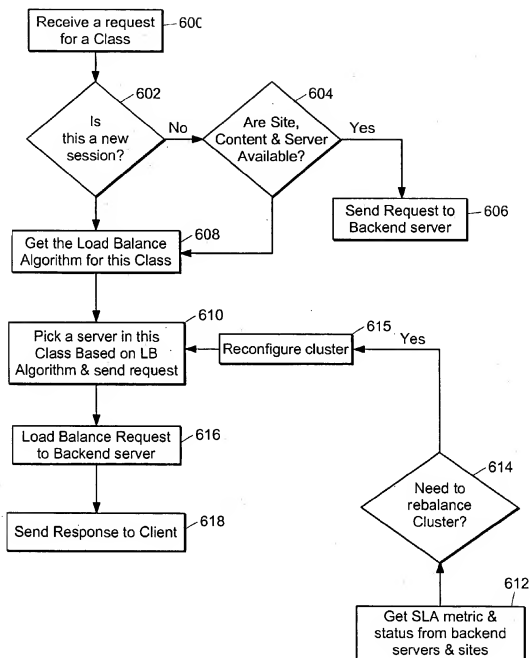 Receive a request
for a Class
600
602
Is
this a new
session?
No
604
Are Site,
Content & Server
Available?
Yes
Send Request to
Backend server
606
608
Get the Load Balance
Algorithm for this Class
610
Pick a server in this
Class Based on LB
Algorithm & send request
615
Reconfigure cluster
Yes
Load Balance Request
to Backend server
616
614
Need to
rebalance
Cluster?
Send Response to Client
618
612
Get SLA metric &
status from backend
servers & sites